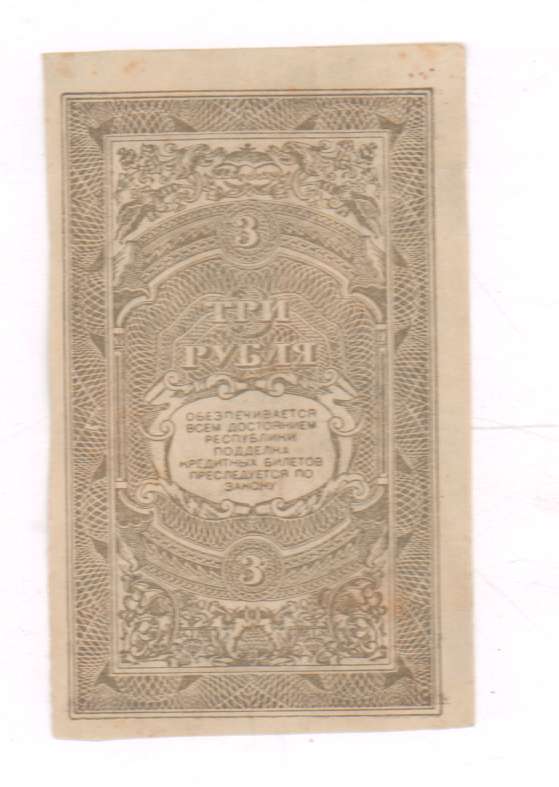 3
ТРИ
РУБЛЯ
ОБЕЗПЕЧИВАЕТСЯ
ВСЕМ ДОСТОЯНИЕМ
РЕСПУБЛИКИ
ПОДДЕЛКА
КРЕДИТНЫХ БИЛЕТОВ
ПРЕСЛЕДУЕТСЯ ПО
ЗАКОНУ
3